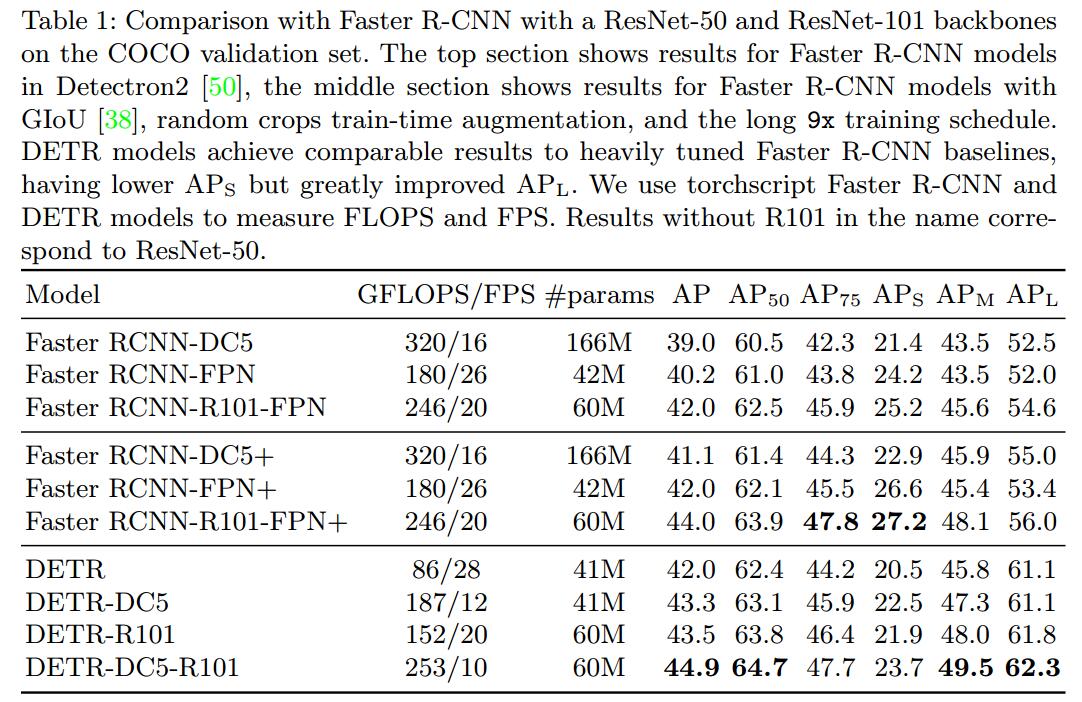 Table 1: Comparison with Faster R-CNN with a ResNet-50 and ResNet-101 backbones
on the COCO validation set. The top section shows results for Faster R-CNN models
in Detectron2 [50], the middle section shows results for Faster R-CNN models with
GIoU [38], random crops train-time augmentation, and the long 9x training schedule.
DETR models achieve comparable results to heavily tuned Faster R-CNN baselines,
having lower APS but greatly improved APL. We use torchscript Faster R-CNN and
DETR models to measure FLOPS and FPS. Results without R101 in the name corre-
spond to ResNet-50.
Model GFLOPS/FPS #params AP AP50 AP75 APS APM APL
Faster RCNN-DC5 320/16 166M 39.0 60.5 42.3 21.4 43.5 52.5
Faster RCNN-FPN 180/26 42M 40.2 61.0 43.8 24.2 43.5 52.0
Faster RCNN-R101-FPN 246/20 60M 42.0 62.5 45.9 25.2 45.6 54.6
Faster RCNN-DC5+ 320/16 166M 41.1 61.4 44.3 22.9 45.9 55.0
Faster RCNN-FPN+ 180/26 42M 42.0 62.1 45.5 26.6 45.4 53.4
Faster RCNN-R101-FPN+ 246/20 60M 44.0 63.9 47.8 27.2 48.1 56.0
DETR 86/28 41M 42.0 62.4 44.2 20.5 45.8 61.1
DETR-DC5 187/12 41M 43.3 63.1 45.9 22.5 47.3 61.1
DETR-R101 152/20 60M 43.5 63.8 46.4 21.9 48.0 61.8
DETR-DC5-R101 253/10 60M 44.9 64.7 47.7 23.7 49.5 62.3